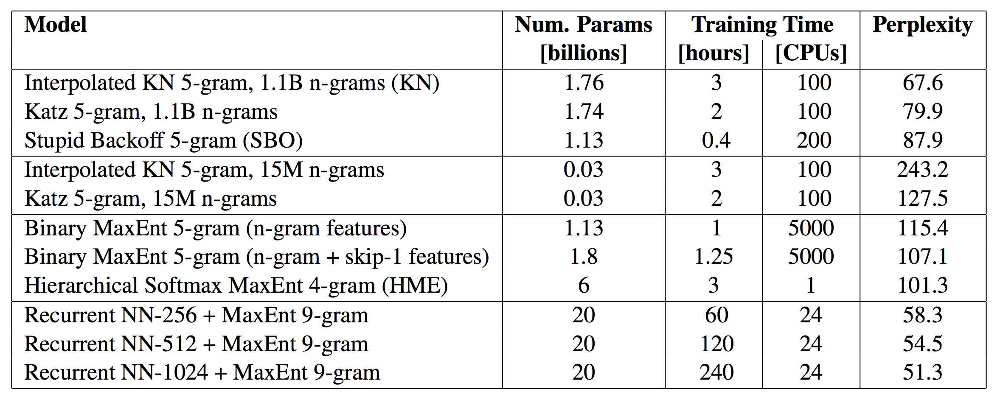 Model Num. Params Training Time Perplexity
[billions] [hours] [CPUs]
Interpolated KN 5-gram, 1.1B n-grams (KN) 1.76 3 100 67.6
Katz 5-gram, 1.1B n-grams 1.74 2 100 79.9
Stupid Backoff 5-gram (SBO) 1.13 0.4 200 87.9
Interpolated KN 5-gram, 15M n-grams 0.03 3 100 243.2
Katz 5-gram, 15M n-grams 0.03 2 100 127.5
Binary MaxEnt 5-gram (n-gram features) 1.13 1 5000 115.4
Binary MaxEnt 5-gram (n-gram + skip-1 features) 1.8 1.25 5000 107.1
Hierarchical Softmax MaxEnt 4-gram (HME) 6 3 1 101.3
Recurrent NN-256 + MaxEnt 9-gram 20 60 24 58.3
Recurrent NN-512 + MaxEnt 9-gram 20 120 24 54.5
Recurrent NN-1024 + MaxEnt 9-gram 20 240 24 51.3